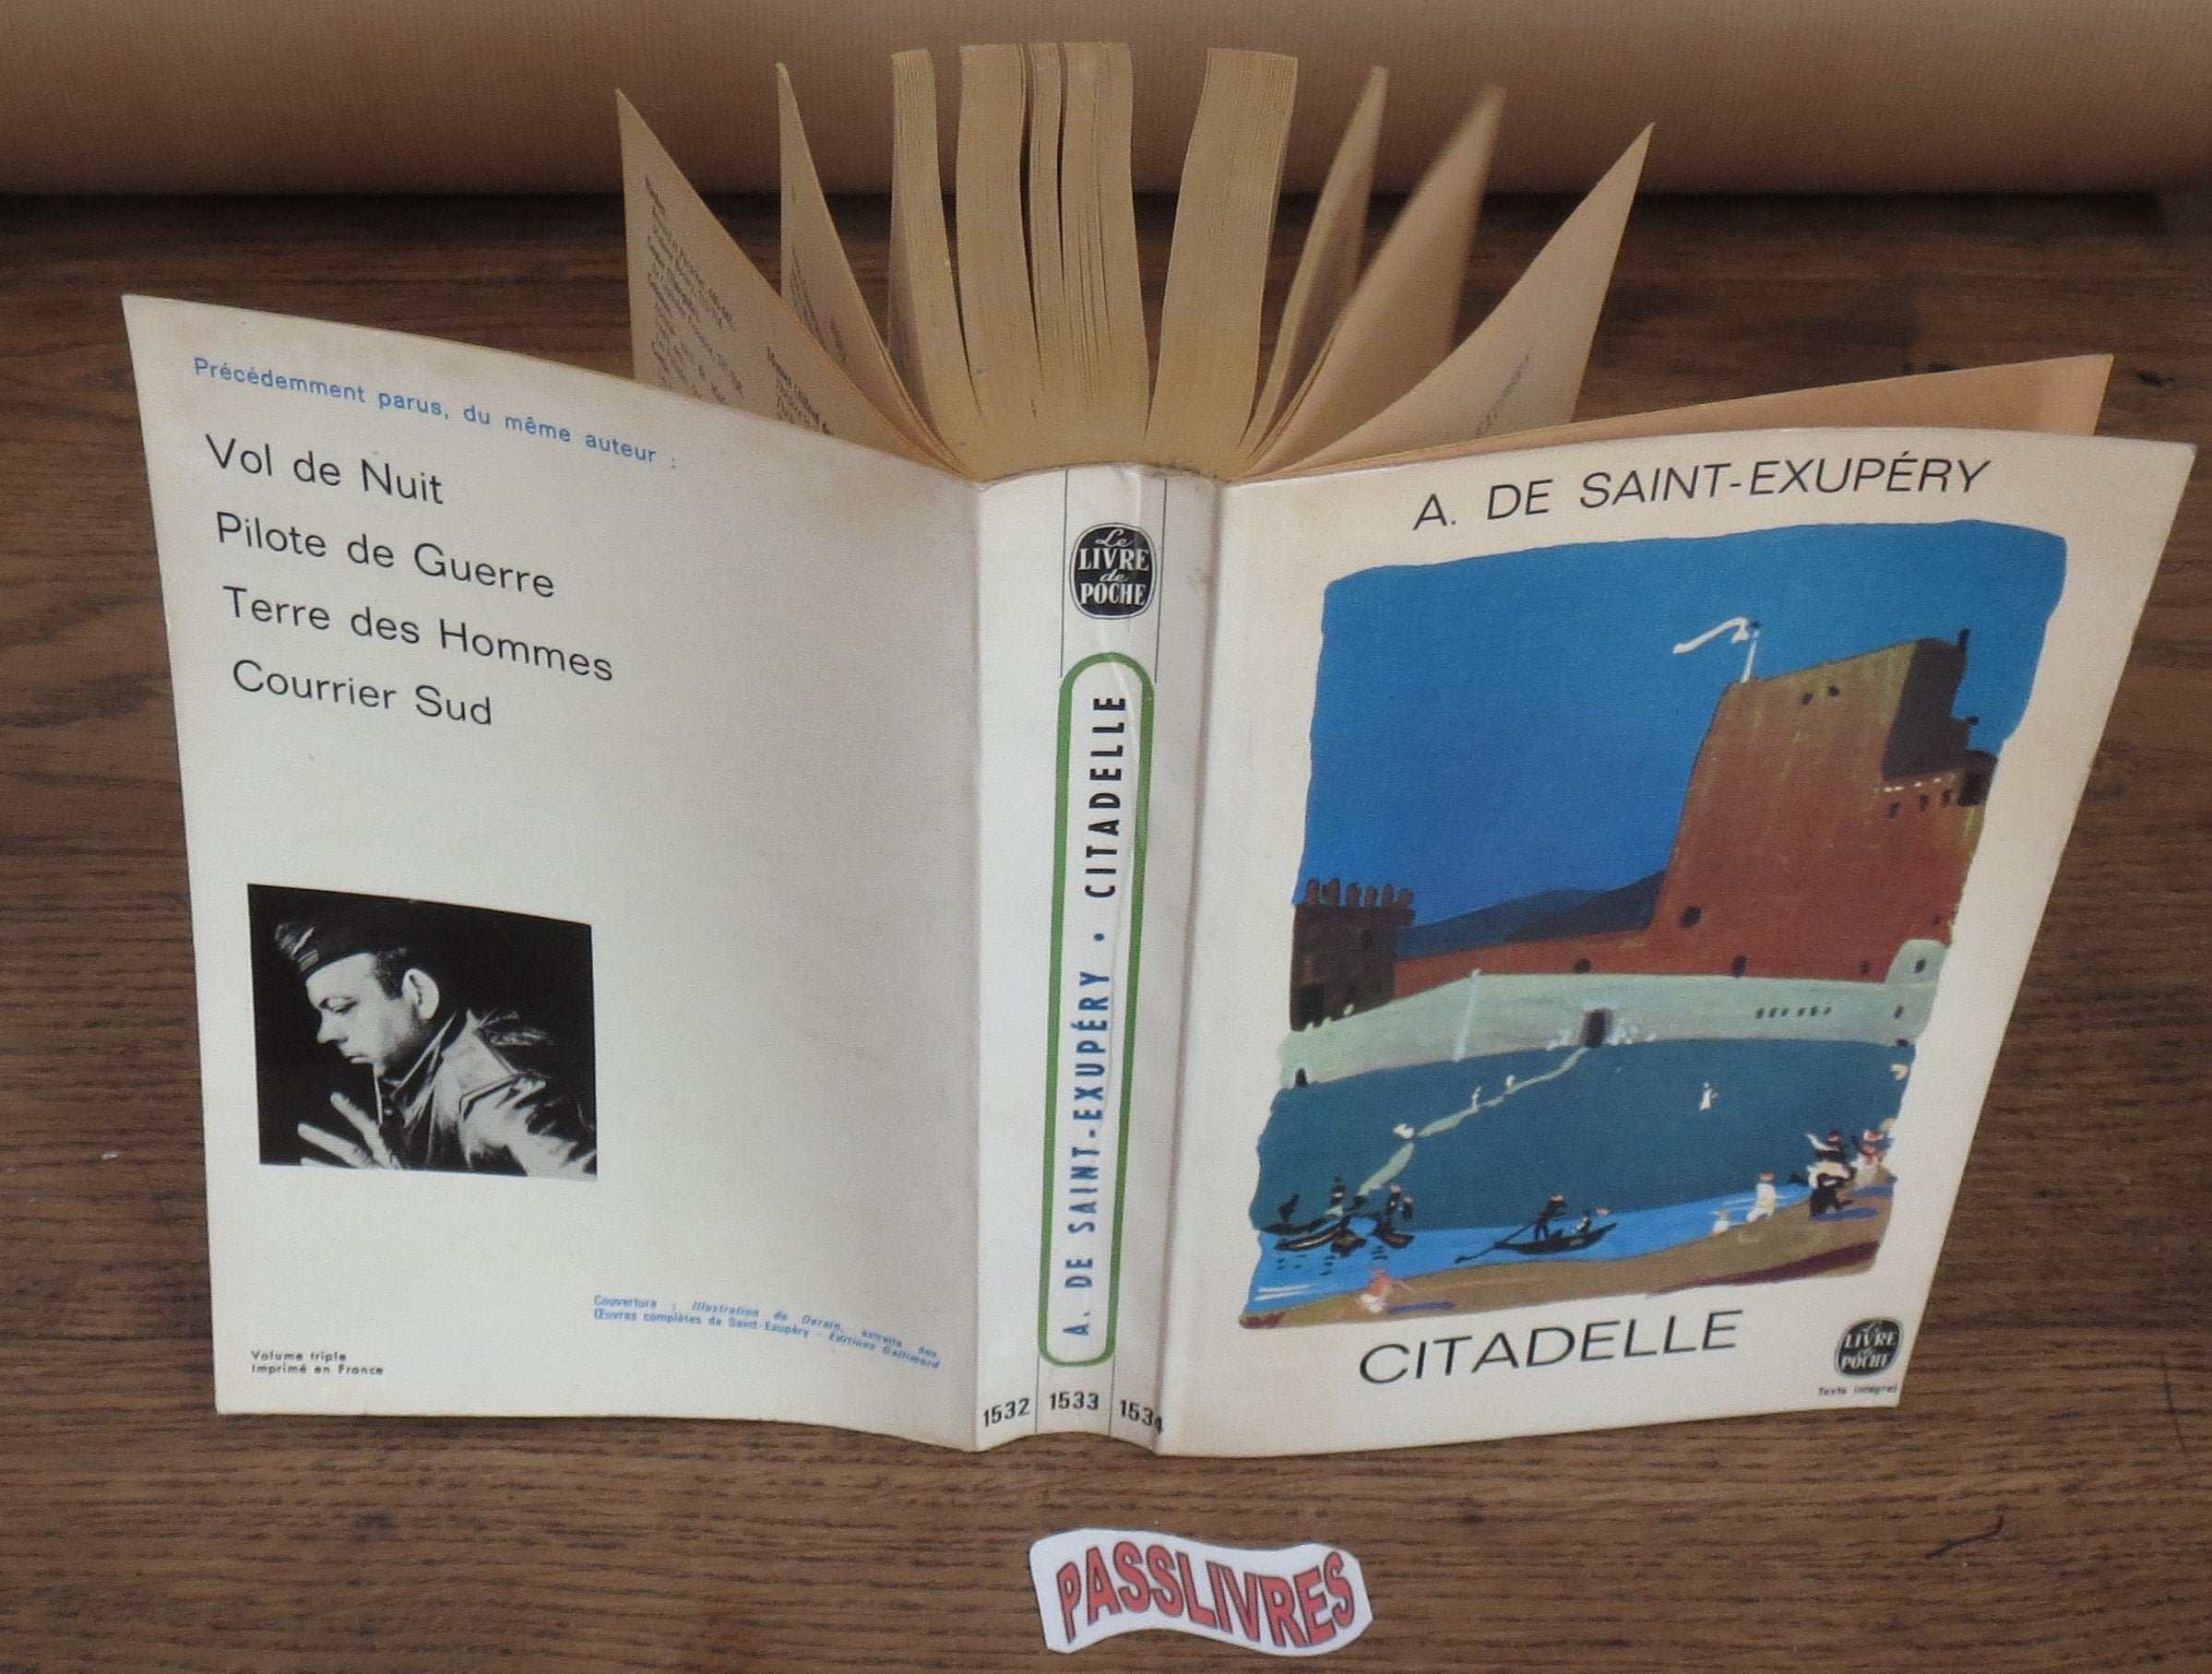 Précédemment parus, du même auteur :
Vol de Nuit
Pilote de Guerre
Terre des Hommes
Courrier Sud
Couverture : Illustration de Derain, extraite des
Œuvres complètes de Saint-Exupéry - Editions Gallimard
Volume triple
Imprimé en France
Le
LIVRE
de
POCHE
A. DE SAINT-EXUPÉRY • CITADELLE
1532 1533 1534
A. DE SAINT-EXUPÉRY
CITADELLE
Le
LIVRE
de
POCHE
Texte intégral
PASSLIVRES